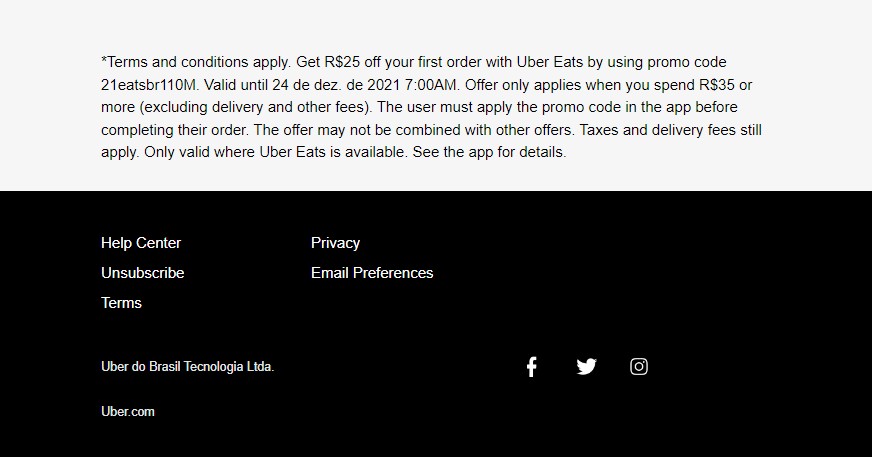 *Terms and conditions apply. Get R$25 off your first order with Uber Eats by using promo code
21eatsbr110M. Valid until 24 de dez. de 2021 7:00AM. Offer only applies when you spend R$35 or
more (excluding delivery and other fees). The user must apply the promo code in the app before
completing their order. The offer may not be combined with other offers. Taxes and delivery fees still
apply. Only valid where Uber Eats is available. See the app for details.
Help Center
Privacy
Unsubscribe
Email Preferences
Terms
Uber do Brasil Tecnologia Ltda.
Uber.com